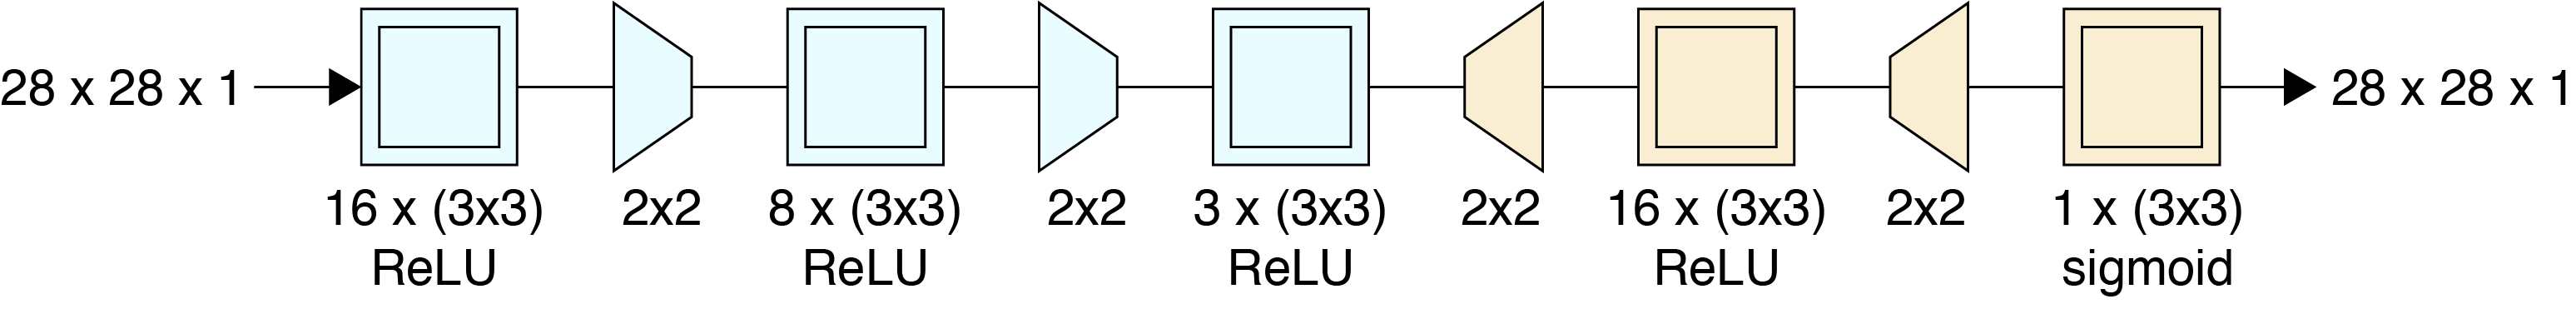 28 x 28 x 1
28 x 28 x 1
16 x (3x3)
ReLU
2x2
8 x (3x3)
ReLU
2x2
3 x (3x3)
ReLU
2x2
16 x (3x3)
ReLU
2x2
1 x (3x3)
sigmoid